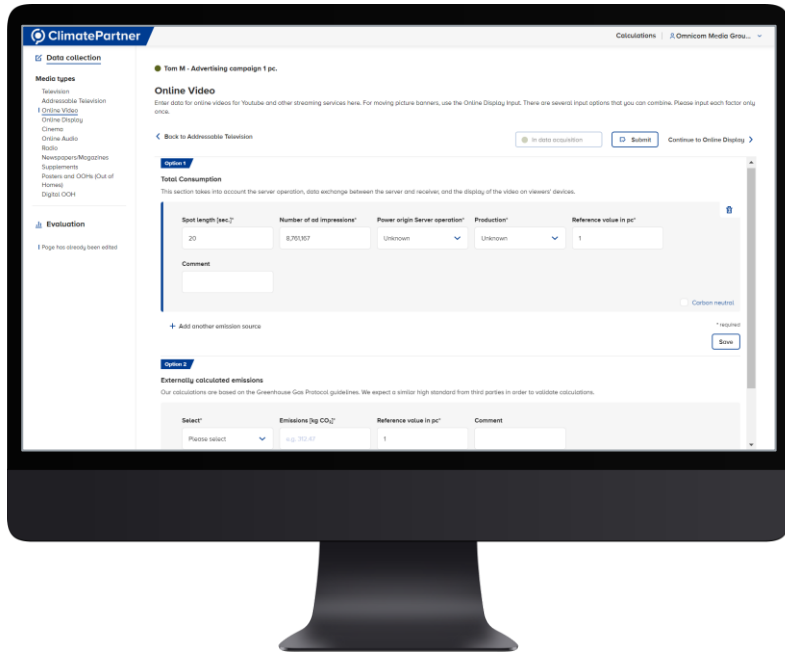 ClimatePartner
Calculations
Omnicom Media Grou...
Data collection
Media types
Television
Addressable Television
Online Video
Online Display
Cinema
Online Audio
Radio
Newspapers/Magazines
Supplements
Posters and OOHs (Out of
Homes)
Digital OOH
Evaluation
Page has already been edited
Tom M - Advertising campaign 1 pc.
Online Video
Enter data for online videos for Youtube and other streaming services here. For moving picture banners, use the Online Display Input. There are several input options that you can combine. Please input each factor only
once.
Back to Addressable Television
In data acquisition
Submit
Continue to Online Display
Option 1
Total Consumption
This section takes into account the server operation, data exchange between the server and receiver, and the display of the video on viewers' devices.
Spot length [sec.]* Number of ad impressions* Power origin Server operation* Production* Reference value in pc*
20 8,761,167 Unknown Unknown 1
Comment
Carbon neutral
+ Add another emission source
* required
Save
Option 2
Externally calculated emissions
Our calculations are based on the Greenhouse Gas Protocol guidelines. We expect a similar high standard from third parties in order to validate calculations.
Select* Emissions [kg CO₂]* Reference value in pc* Comment
Please select e.g. 312.47 1